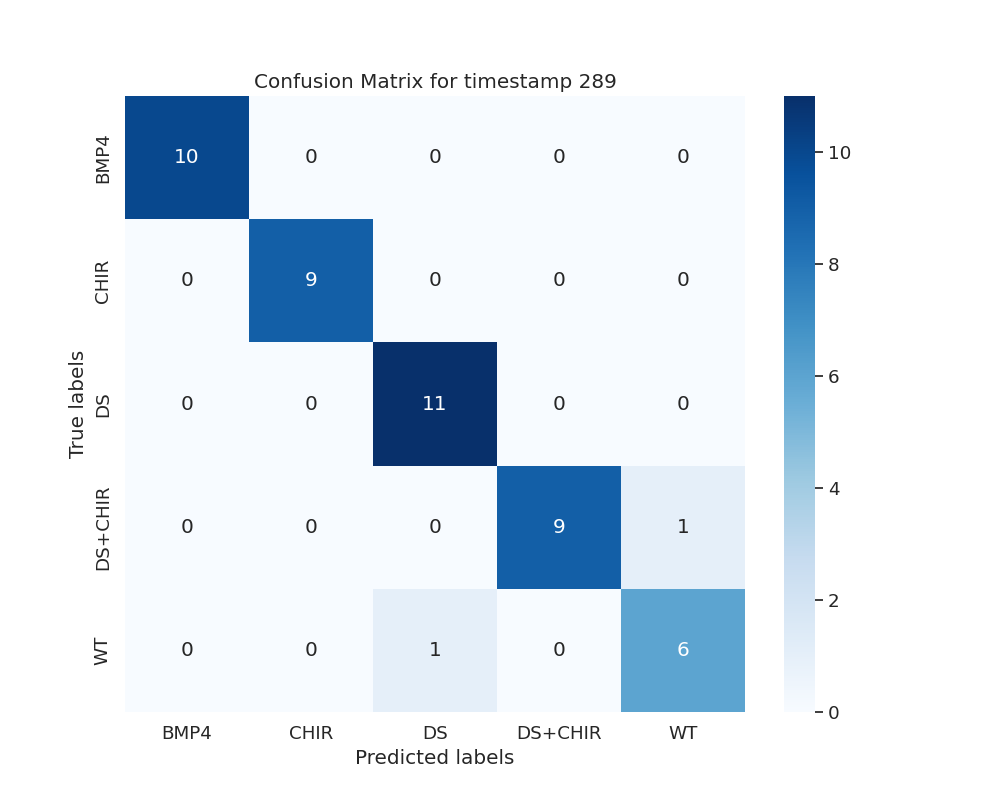 Confusion Matrix for timestamp 289
True labels
BMP4 10 0 0 0 0
CHIR 0 9 0 0 0
DS 0 0 11 0 0
DS+CHIR 0 0 0 9 1
WT 0 0 1 0 6
BMP4 CHIR DS DS+CHIR WT
Predicted labels
10
8
6
4
2
0